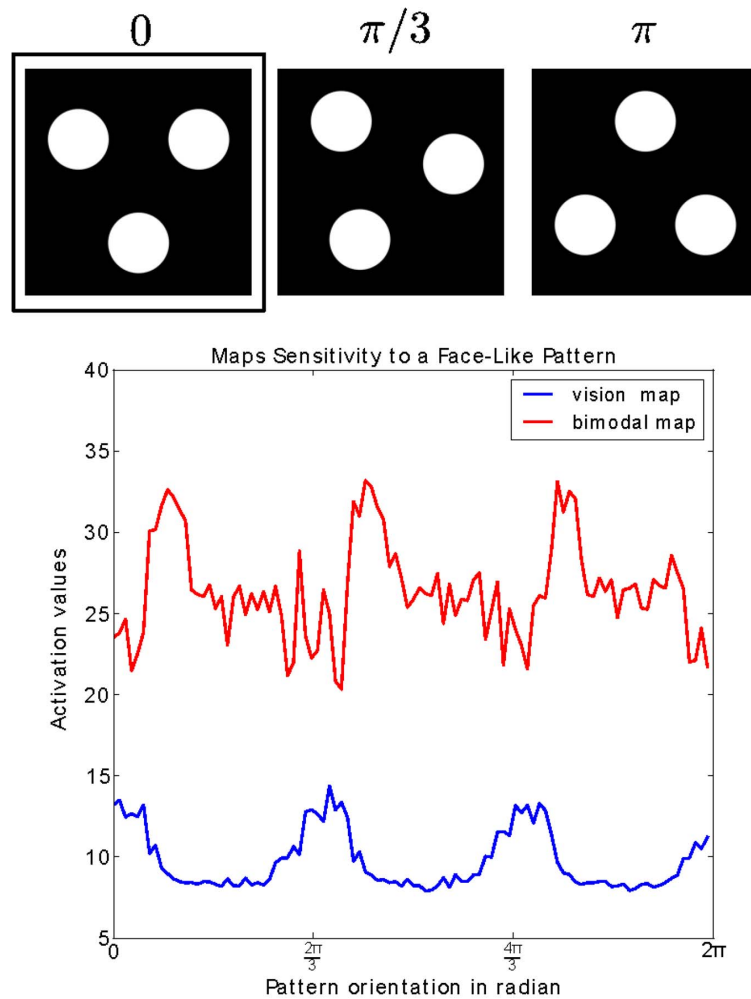 0 π/3 π
Maps Sensitivity to a Face-Like Pattern
40
35
30
25
20
15
10
5
Activation values
vision map
bimodal map
0 2π/3 4π/3 2π
Pattern orientation in radian